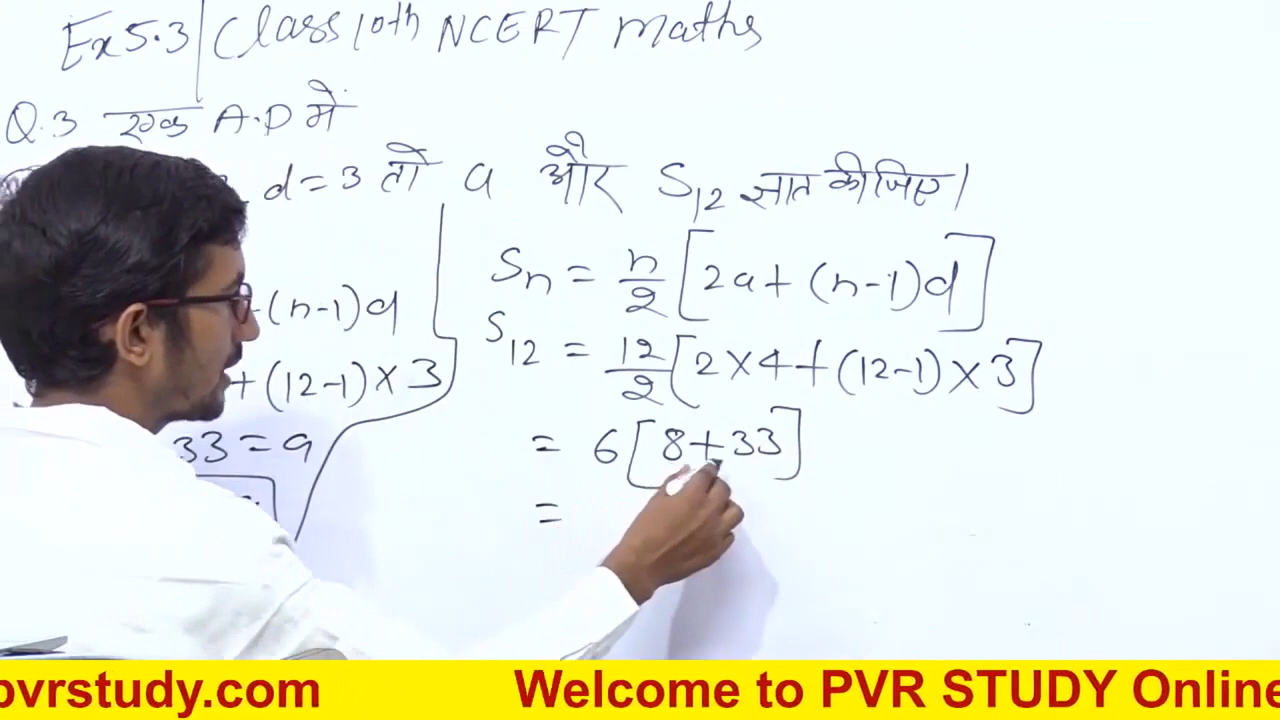 Ex 5.3 | Class 10th NCERT Maths
Q.3 एक A.P में
d = 3 तो a और S12 ज्ञात कीजिए।
(n-1)d
+ (12-1) × 3
33 = a
Sn = n/2 [2a + (n-1)d]
S12 = 12/2 [2 × 4 + (12-1) × 3]
= 6 [8 + 33]
=
pvrstudy.com Welcome to PVR STUDY Online